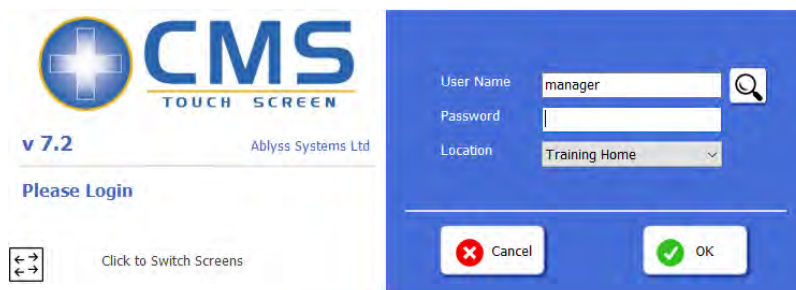 CMS
TOUCH SCREEN
v 7.2
Ablyss Systems Ltd
Please Login
Click to Switch Screens
User Name
manager
Password
Location
Training Home
Cancel
OK